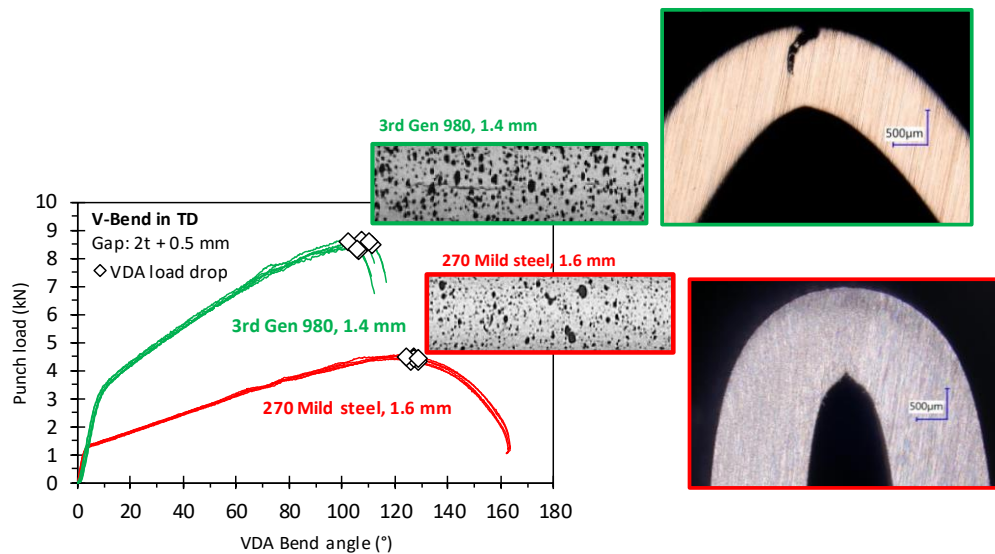 3rd Gen 980, 1.4 mm
500µm
10
9
8
7
6
5
4
3
2
1
0
Punch load (kN)
V-Bend in TD
Gap: 2t + 0.5 mm
VDA load drop
270 Mild steel, 1.6 mm
3rd Gen 980, 1.4 mm
270 Mild steel, 1.6 mm
500µm
0 20 40 60 80 100 120 140 160 180
VDA Bend angle (°)